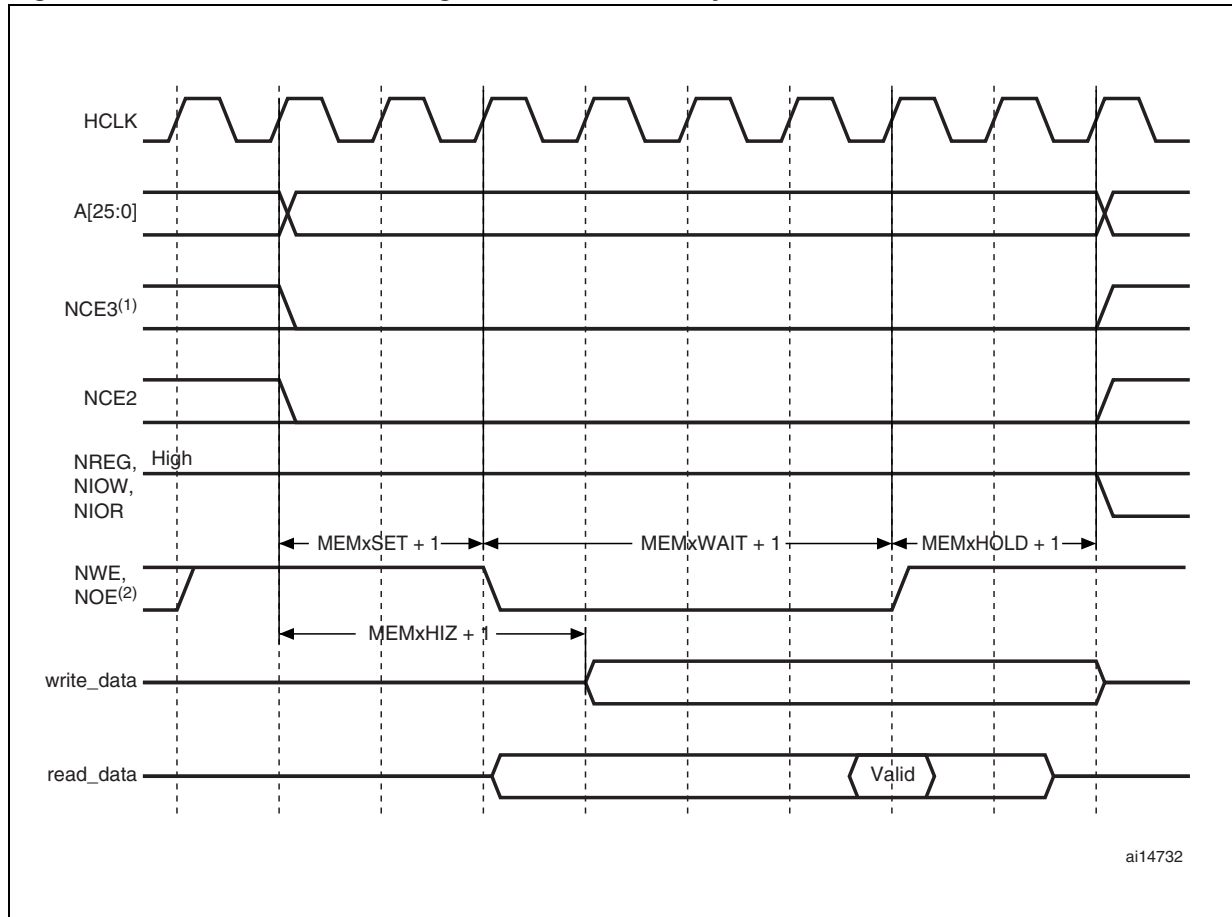 HCLK
A[25:0]
NCE3(1)
NCE2
NREG, High
NIOW,
NIOR
MEMxSET + 1 MEMxWAIT + 1 MEMxHOLD + 1
NWE,
NOE(2)
MEMxHIZ + 1
write_data
read_data Valid
ai14732